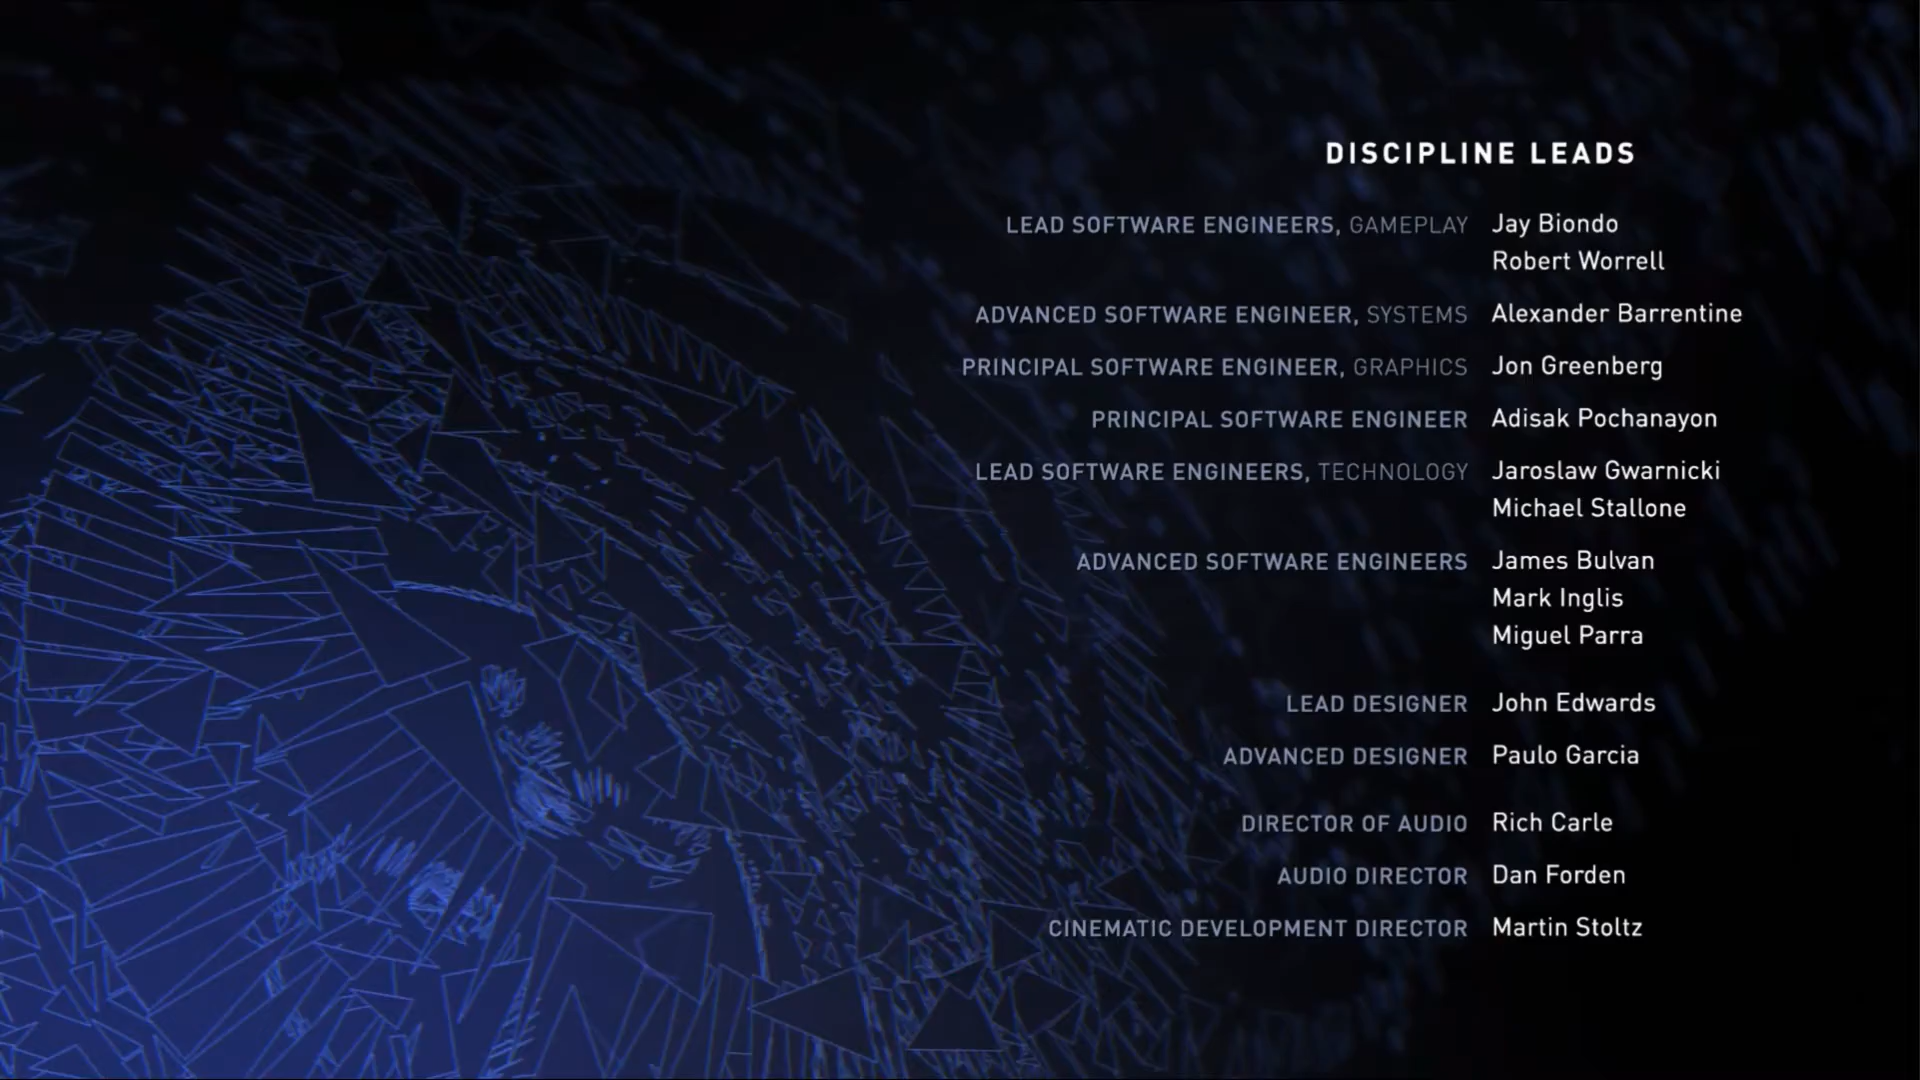 DISCIPLINE LEADS
LEAD SOFTWARE ENGINEERS, GAMEPLAY Jay Biondo
Robert Worrell
ADVANCED SOFTWARE ENGINEER, SYSTEMS Alexander Barrentine
PRINCIPAL SOFTWARE ENGINEER, GRAPHICS Jon Greenberg
PRINCIPAL SOFTWARE ENGINEER Adisak Pochanayon
LEAD SOFTWARE ENGINEERS, TECHNOLOGY Jaroslaw Gwarnicki
Michael Stallone
ADVANCED SOFTWARE ENGINEERS James Bulvan
Mark Inglis
Miguel Parra
LEAD DESIGNER John Edwards
ADVANCED DESIGNER Paulo Garcia
DIRECTOR OF AUDIO Rich Carle
AUDIO DIRECTOR Dan Forden
CINEMATIC DEVELOPMENT DIRECTOR Martin Stoltz